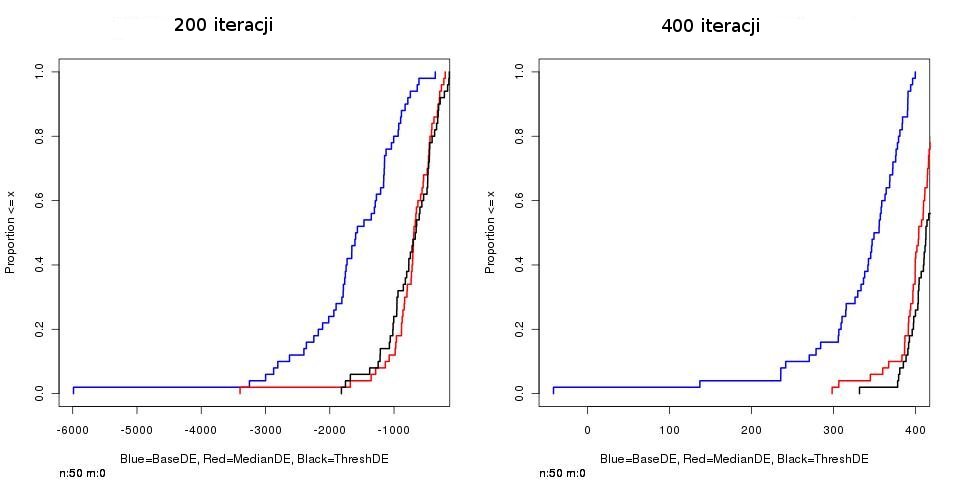 200 iteracji
1.0
0.8
0.6
0.4
0.2
0.0
Proportion <= x
-6000 -5000 -4000 -3000 -2000 -1000
Blue=BaseDE, Red=MedianDE, Black=ThreshDE
n:50 m:0
400 iteracji
1.0
0.8
0.6
0.4
0.2
0.0
Proportion <= x
0 100 200 300 400
Blue=BaseDE, Red=MedianDE, Black=ThreshDE
n:50 m:0